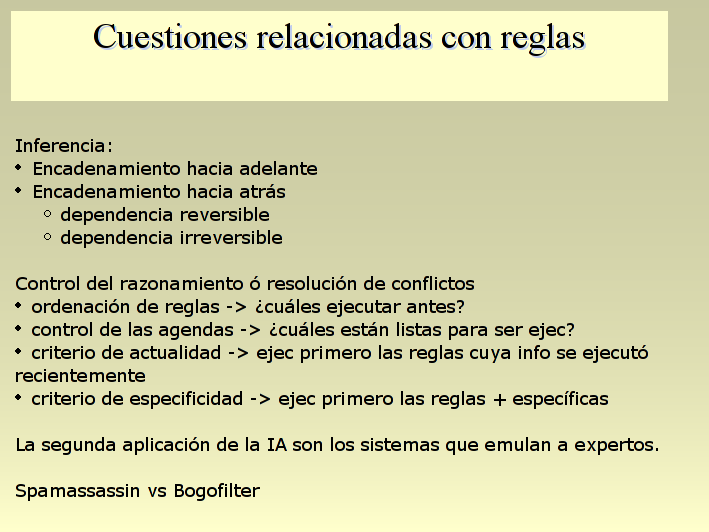 Cuestiones relacionadas con reglas
Inferencia:
• Encadenamiento hacia adelante
• Encadenamiento hacia atrás
○ dependencia reversible
○ dependencia irreversible
Control del razonamiento ó resolución de conflictos
• ordenación de reglas -> ¿cuáles ejecutar antes?
• control de las agendas -> ¿cuáles están listas para ser ejec?
• criterio de actualidad -> ejec primero las reglas cuya info se ejecutó
recientemente
• criterio de especificidad -> ejec primero las reglas + específicas
La segunda aplicación de la IA son los sistemas que emulan a expertos.
Spamassassin vs Bogofilter